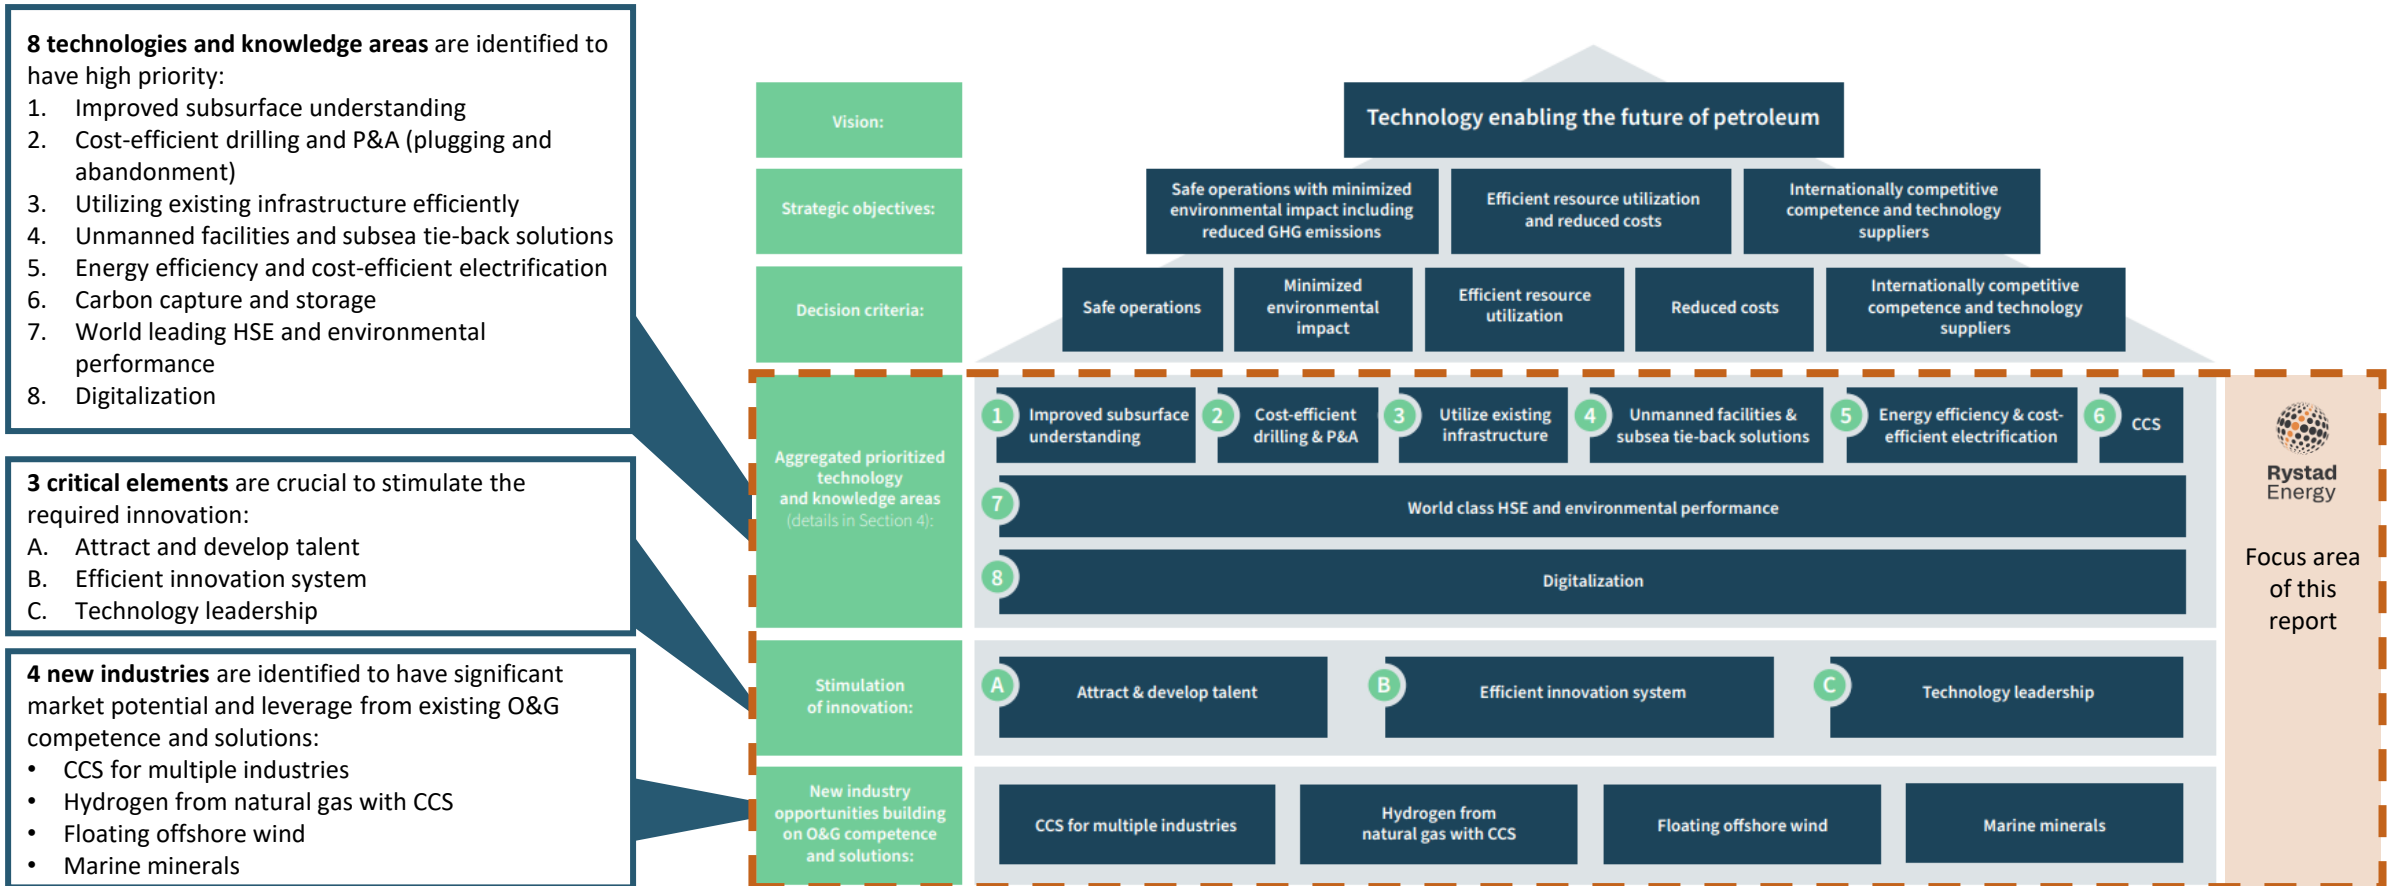 8 technologies and knowledge areas are identified to
have high priority:
1. Improved subsurface understanding
2. Cost-efficient drilling and P&A (plugging and
abandonment)
3. Utilizing existing infrastructure efficiently
4. Unmanned facilities and subsea tie-back solutions
5. Energy efficiency and cost-efficient electrification
6. Carbon capture and storage
7. World leading HSE and environmental
performance
8. Digitalization
3 critical elements are crucial to stimulate the
required innovation:
A. Attract and develop talent
B. Efficient innovation system
C. Technology leadership
4 new industries are identified to have significant
market potential and leverage from existing O&G
competence and solutions:
• CCS for multiple industries
• Hydrogen from natural gas with CCS
• Floating offshore wind
• Marine minerals
Vision:
Technology enabling the future of petroleum
Strategic objectives:
Safe operations with minimized
environmental impact including
reduced GHG emissions
Efficient resource utilization
and reduced costs
Internationally competitive
competence and technology
suppliers
Decision criteria:
Safe operations
Minimized
environmental
impact
Efficient resource
utilization
Reduced costs
Internationally competitive
competence and technology
suppliers
Aggregated prioritized
technology
and knowledge areas
(details in Section 4):
1
Improved subsurface
understanding
2
Cost-efficient
drilling & P&A
3
Utilize existing
infrastructure
4
Unmanned facilities &
subsea tie-back solutions
5
Energy efficiency & cost-
efficient electrification
6
CCS
7
World class HSE and environmental performance
8
Digitalization
Stimulation
of innovation:
A
Attract & develop talent
B
Efficient innovation system
C
Technology leadership
New industry
opportunities building
on O&G competence
and solutions:
CCS for multiple industries
Hydrogen from
natural gas with CCS
Floating offshore wind
Marine minerals
Rystad
Energy
Focus area
of this
report